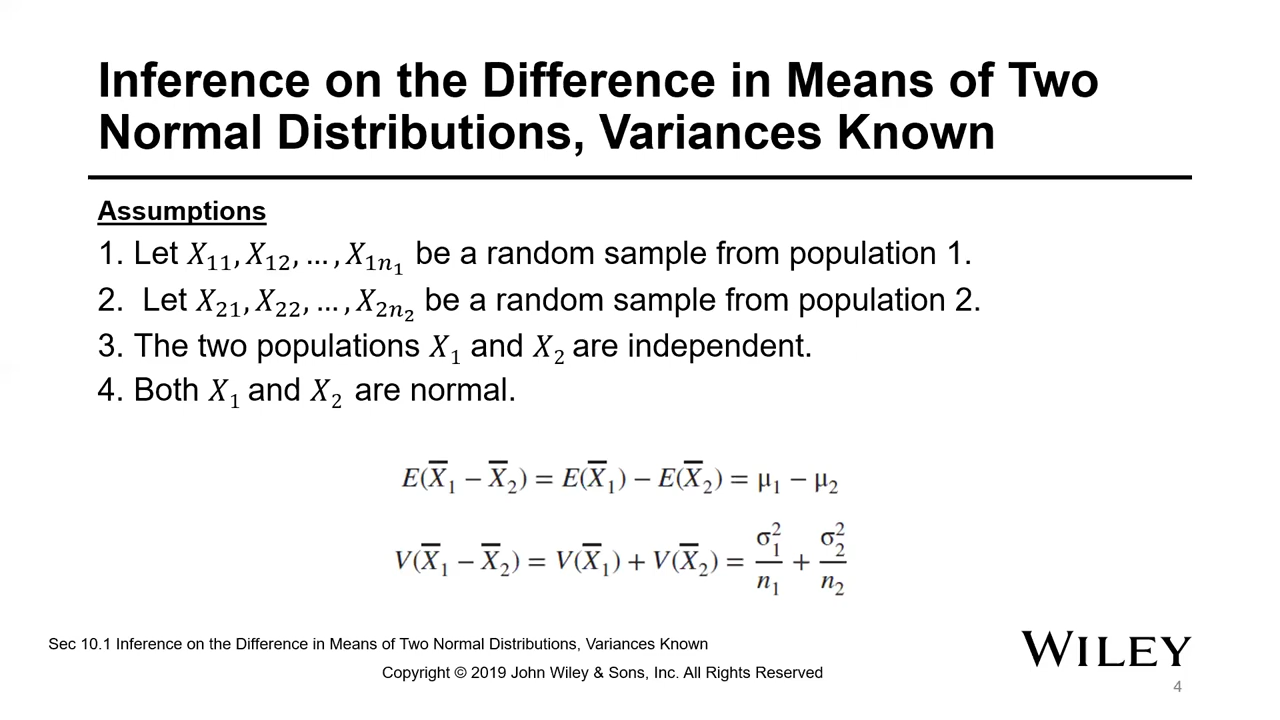 Inference on the Difference in Means of Two
Normal Distributions, Variances Known
Assumptions
1. Let X₁₁, X₁₂, … , X₁ₙ₁ be a random sample from population 1.
2. Let X₂₁, X₂₂, … , X₂ₙ₂ be a random sample from population 2.
3. The two populations X₁ and X₂ are independent.
4. Both X₁ and X₂ are normal.
E(X̅₁ − X̅₂) = E(X̅₁) − E(X̅₂) = μ₁ − μ₂
V(X̅₁ − X̅₂) = V(X̅₁) + V(X̅₂) = σ₁²/n₁ + σ₂²/n₂
Sec 10.1 Inference on the Difference in Means of Two Normal Distributions, Variances Known
WILEY
Copyright © 2019 John Wiley & Sons, Inc. All Rights Reserved
4